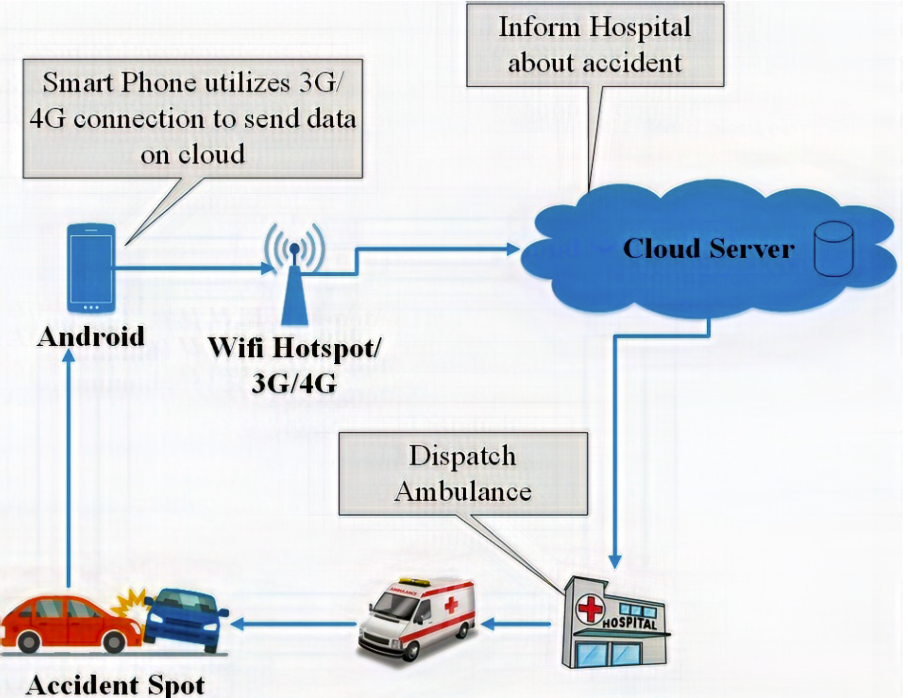 Inform Hospital
about accident
Smart Phone utilizes 3G/
4G connection to send data
on cloud
Cloud Server
Android
Wifi Hotspot/
3G/4G
Dispatch
Ambulance
AMBULANCE
HOSPITAL
Accident Spot